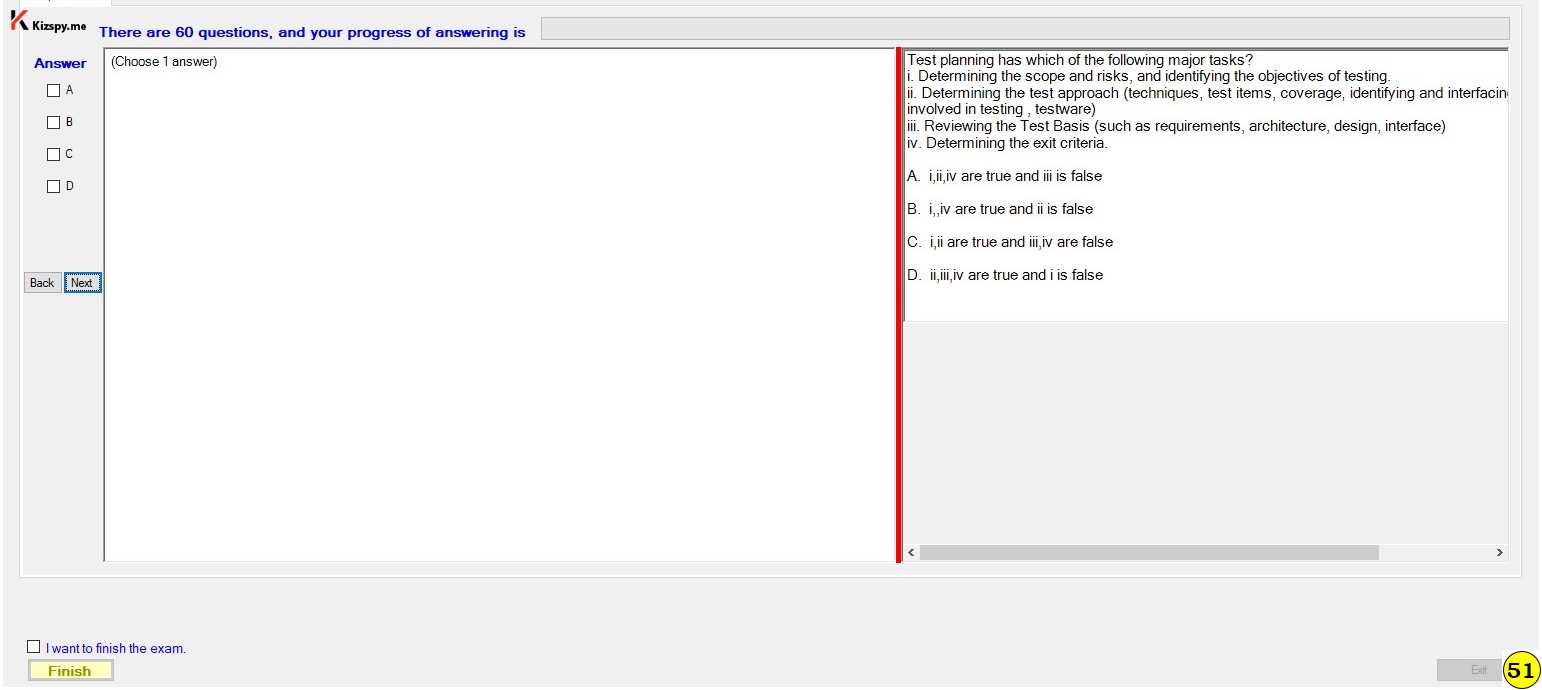 Kizspy.me
There are 60 questions, and your progress of answering is
Answer
(Choose 1 answer)
A
B
C
D
Back
Next
Test planning has which of the following major tasks?
i. Determining the scope and risks, and identifying the objectives of testing.
ii. Determining the test approach (techniques, test items, coverage, identifying and interfacin
involved in testing , testware)
iii. Reviewing the Test Basis (such as requirements, architecture, design, interface)
iv. Determining the exit criteria.
A. i,ii,iv are true and iii is false
B. i,,iv are true and ii is false
C. i,ii are true and iii,iv are false
D. ii,iii,iv are true and i is false
I want to finish the exam.
Finish
Exit
51